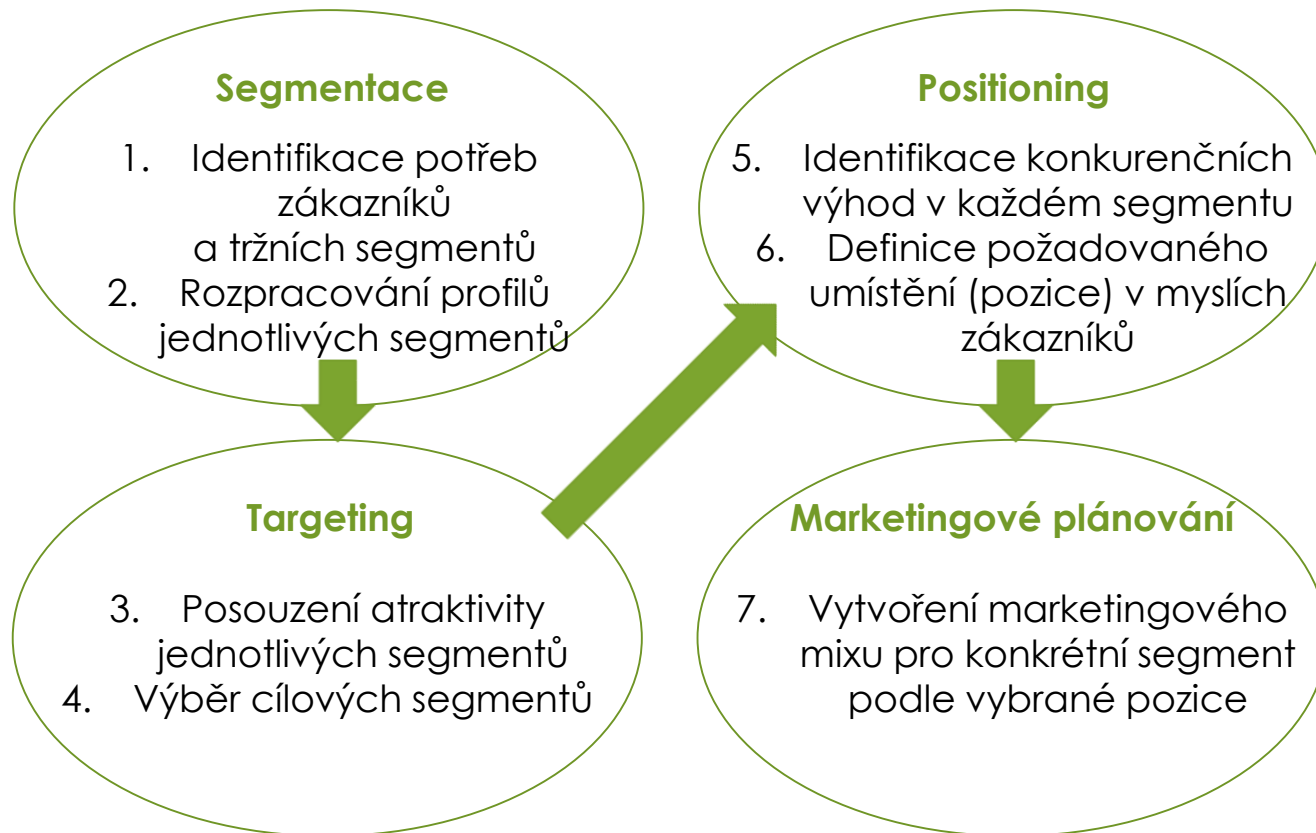 Segmentace
1. Identifikace potřeb
zákazníků
a tržních segmentů
2. Rozpracování profilů
jednotlivých segmentů
Targeting
3. Posouzení atraktivity
jednotlivých segmentů
4. Výběr cílových segmentů
Positioning
5. Identifikace konkurenčních
výhod v každém segmentu
6. Definice požadovaného
umístění (pozice) v myslích
zákazníků
Marketingové plánování
7. Vytvoření marketingového
mixu pro konkrétní segment
podle vybrané pozice